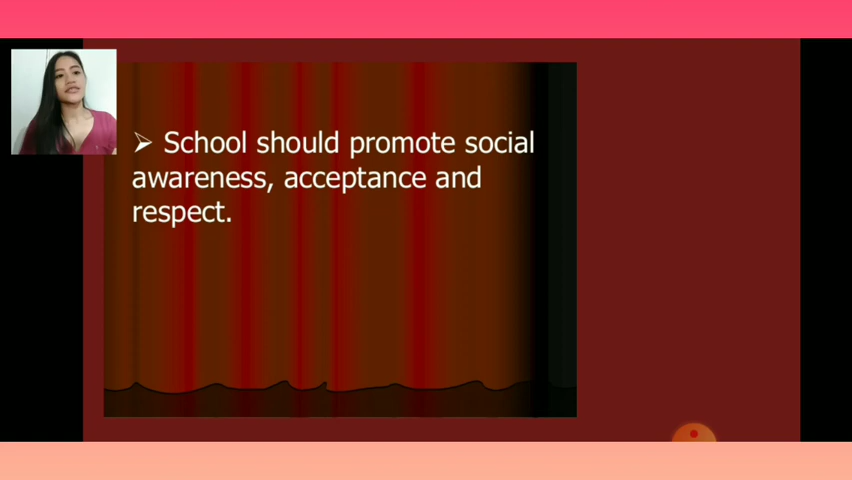 ➢ School should promote social
awareness, acceptance and
respect.